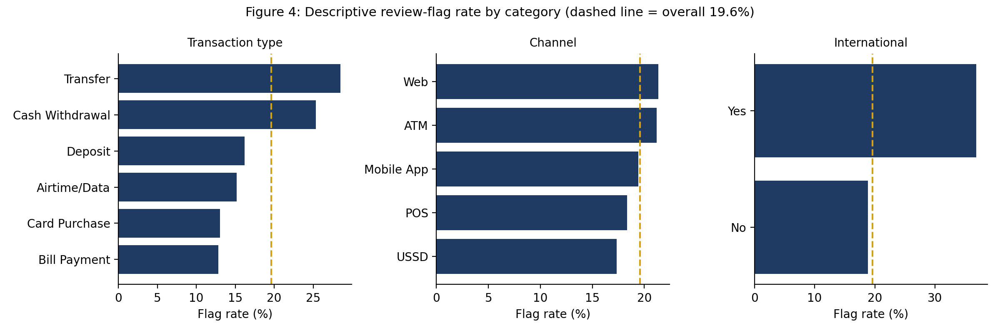 Figure 4: Descriptive review-flag rate by category (dashed line = overall 19.6%)
Transaction type
Transfer
Cash Withdrawal
Deposit
Airtime/Data
Card Purchase
Bill Payment
0 5 10 15 20 25
Flag rate (%)
Channel
Web
ATM
Mobile App
POS
USSD
0 5 10 15 20
Flag rate (%)
International
Yes
No
0 10 20 30
Flag rate (%)